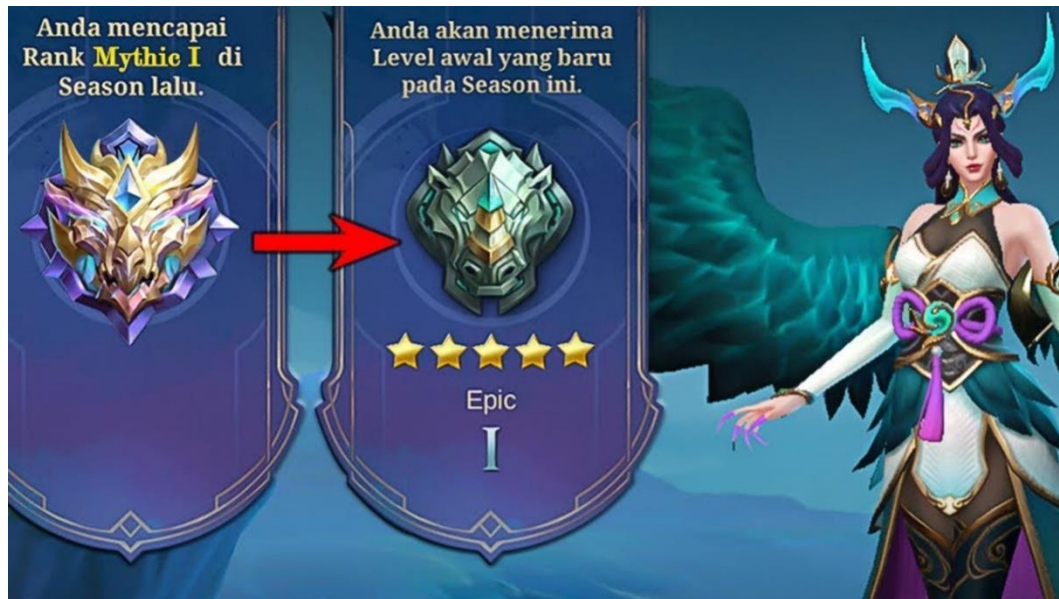 Anda mencapai
Rank Mythic I di
Season lalu.
Anda akan menerima
Level awal yang baru
pada Season ini.
Epic
I